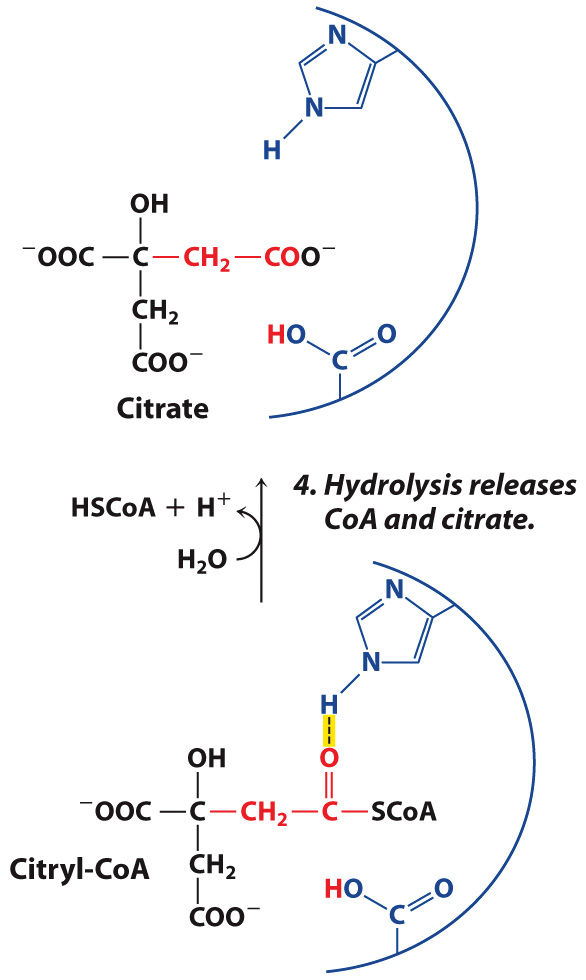 N
N
H
OH
⁻OOC — C — CH₂ — COO⁻
CH₂
HO
O
C
COO⁻
Citrate
4. Hydrolysis releases
CoA and citrate.
HSCoA + H⁺
H₂O
N
N
H
O
OH
⁻OOC — C — CH₂ — C — SCoA
Citryl-CoA
CH₂
HO
O
C
COO⁻